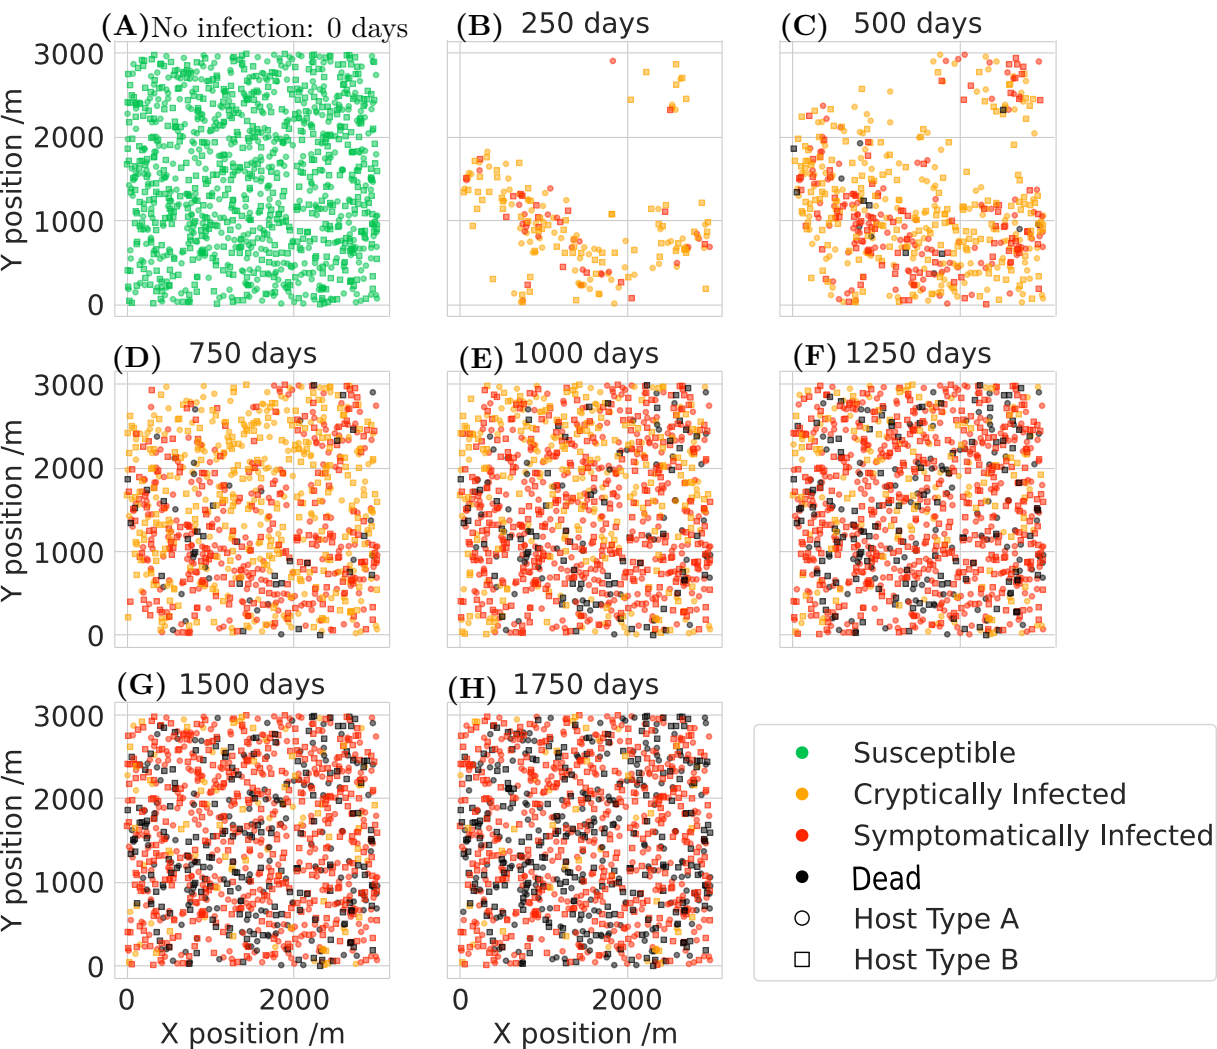 (A) No infection: 0 days
(B) 250 days
(C) 500 days
3000
2000
1000
0
Y position /m
(D) 750 days
(E) 1000 days
(F) 1250 days
3000
2000
1000
0
Y position /m
(G) 1500 days
(H) 1750 days
3000
2000
1000
0
Y position /m
0 2000
X position /m
0 2000
X position /m
Susceptible
Cryptically Infected
Symptomatically Infected
Dead
Host Type A
Host Type B